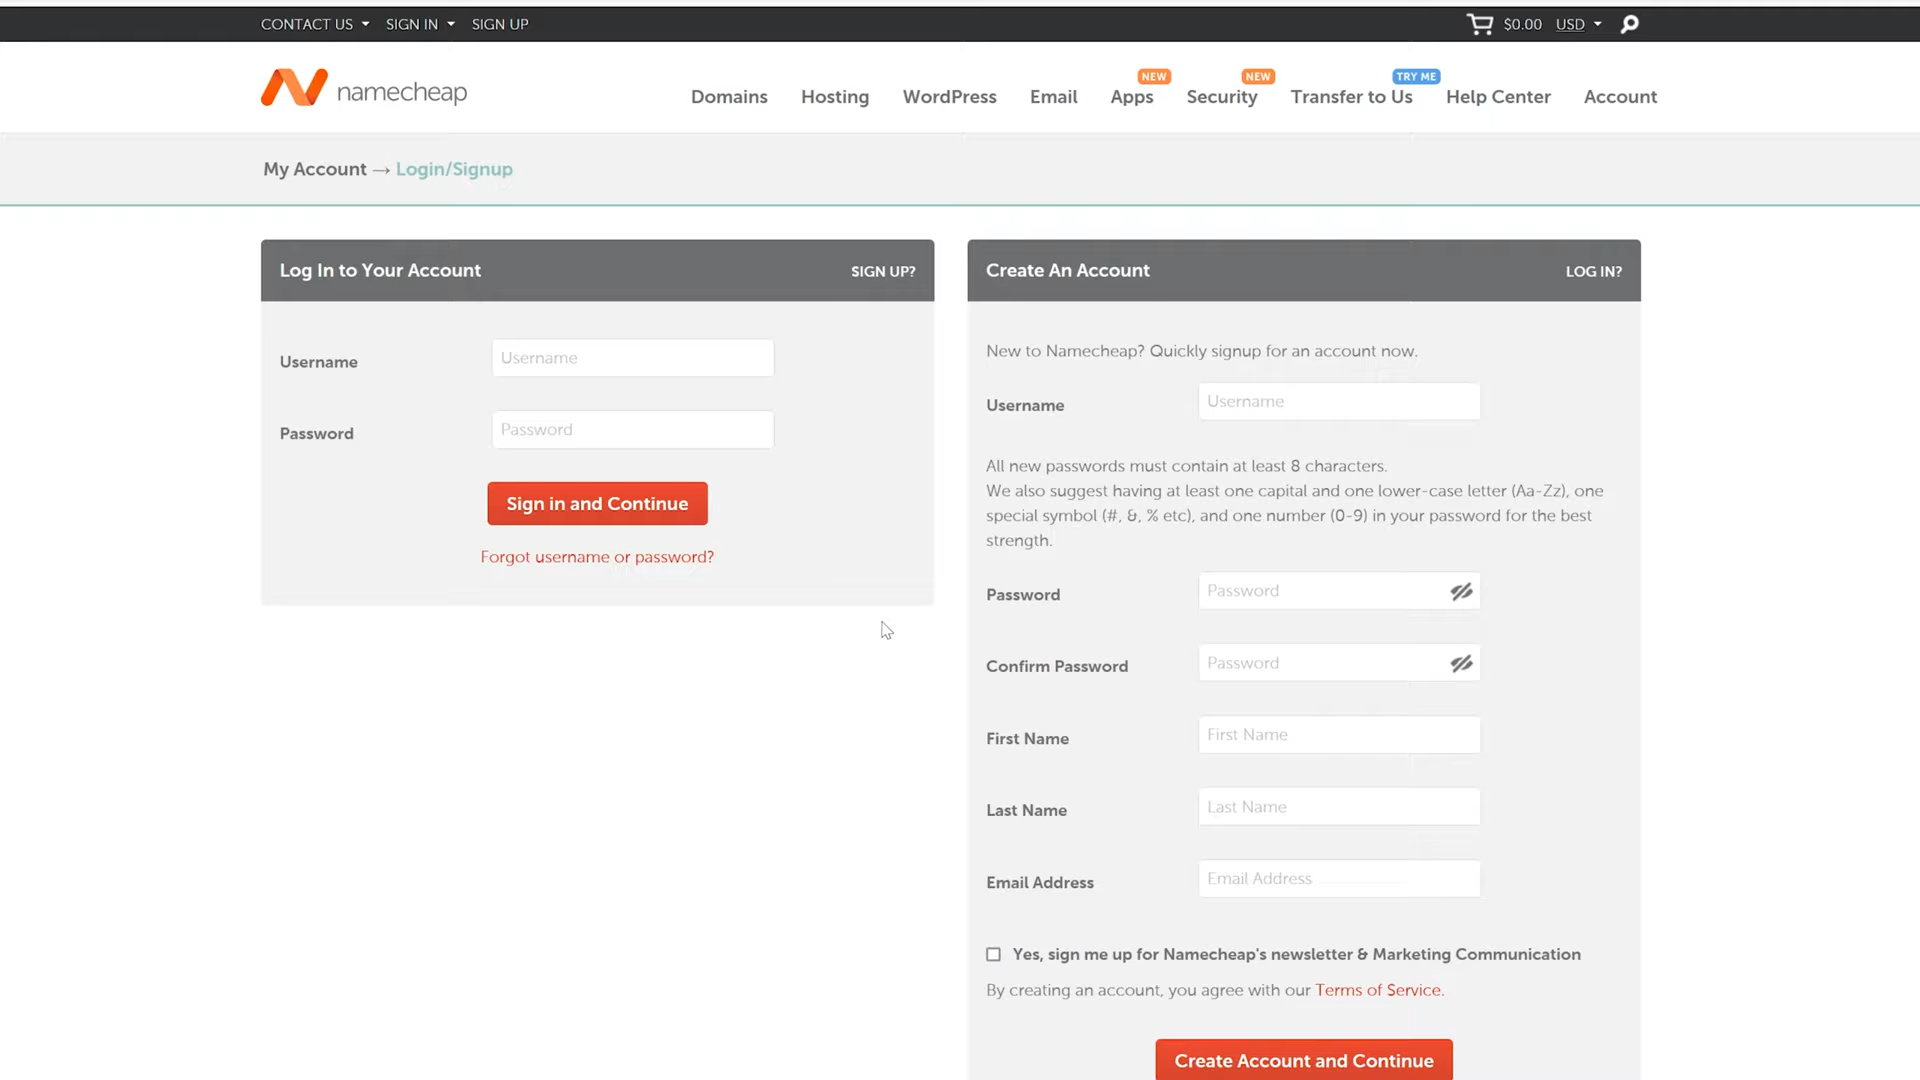 CONTACT US SIGN IN SIGN UP $0.00 USD
namecheap
NEW NEW TRY ME
Domains Hosting WordPress Email Apps Security Transfer to Us Help Center Account
My Account → Login/Signup
Log In to Your Account SIGN UP?
Username Username
Password Password
Sign in and Continue
Forgot username or password?
Create An Account LOG IN?
New to Namecheap? Quickly signup for an account now.
Username Username
All new passwords must contain at least 8 characters.
We also suggest having at least one capital and one lower-case letter (Aa-Zz), one
special symbol (#, &, % etc), and one number (0-9) in your password for the best
strength.
Password Password
Confirm Password Password
First Name First Name
Last Name Last Name
Email Address Email Address
Yes, sign me up for Namecheap's newsletter & Marketing Communication
By creating an account, you agree with our Terms of Service.
Create Account and Continue